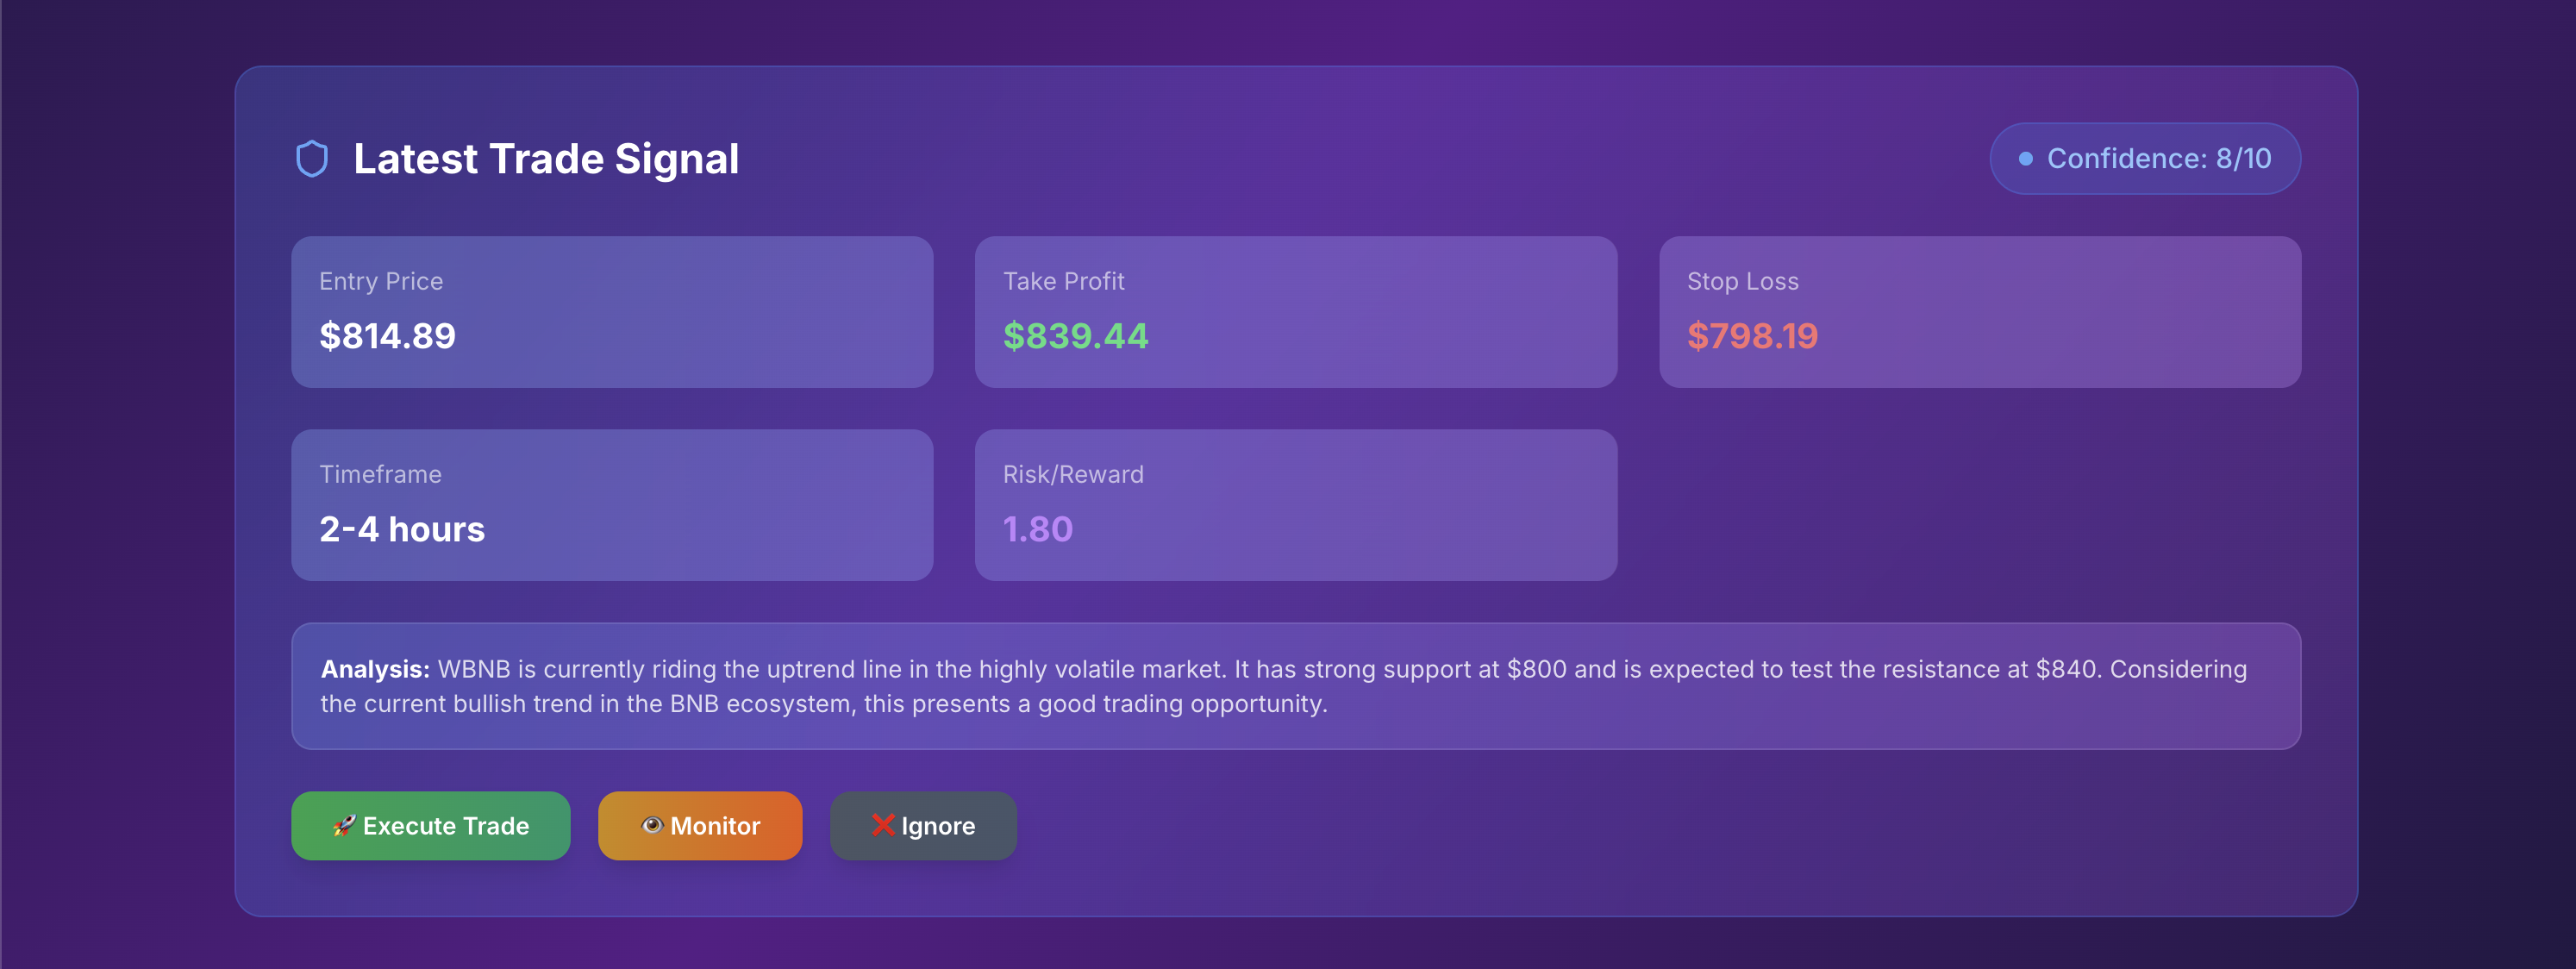 Latest Trade Signal
Confidence: 8/10
Entry Price
$814.89
Take Profit
$839.44
Stop Loss
$798.19
Timeframe
2-4 hours
Risk/Reward
1.80
Analysis: WBNB is currently riding the uptrend line in the highly volatile market. It has strong support at $800 and is expected to test the resistance at $840. Considering
the current bullish trend in the BNB ecosystem, this presents a good trading opportunity.
🚀 Execute Trade
👁️ Monitor
❌ Ignore